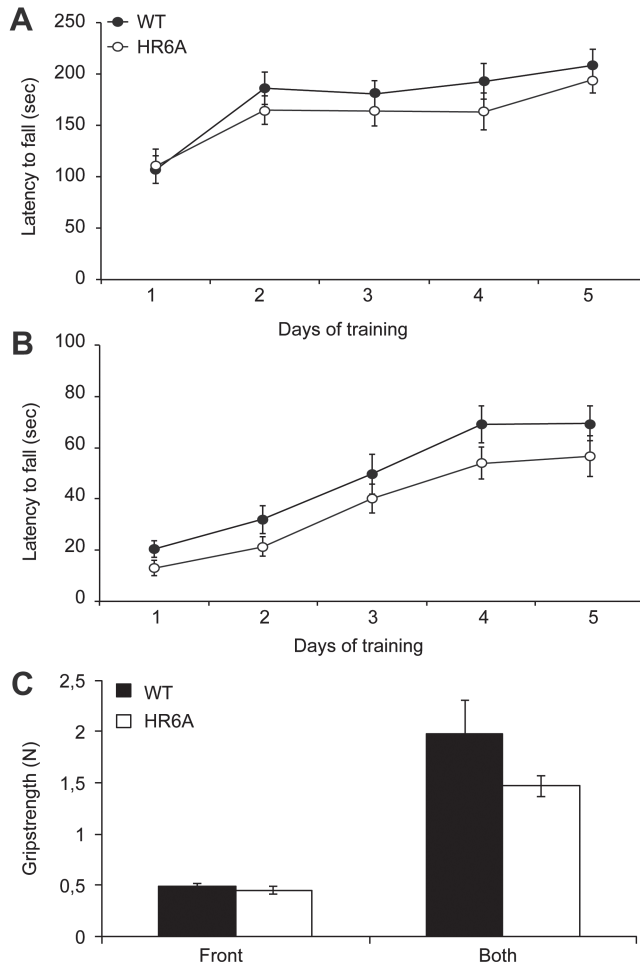 A
WT
HR6A
Latency to fall (sec)
250
200
150
100
50
0
1 2 3 4 5
Days of training
B
Latency to fall (sec)
100
80
60
40
20
0
1 2 3 4 5
Days of training
C
WT
HR6A
Gripstrength (N)
2,5
2
1,5
1
0,5
0
Front Both